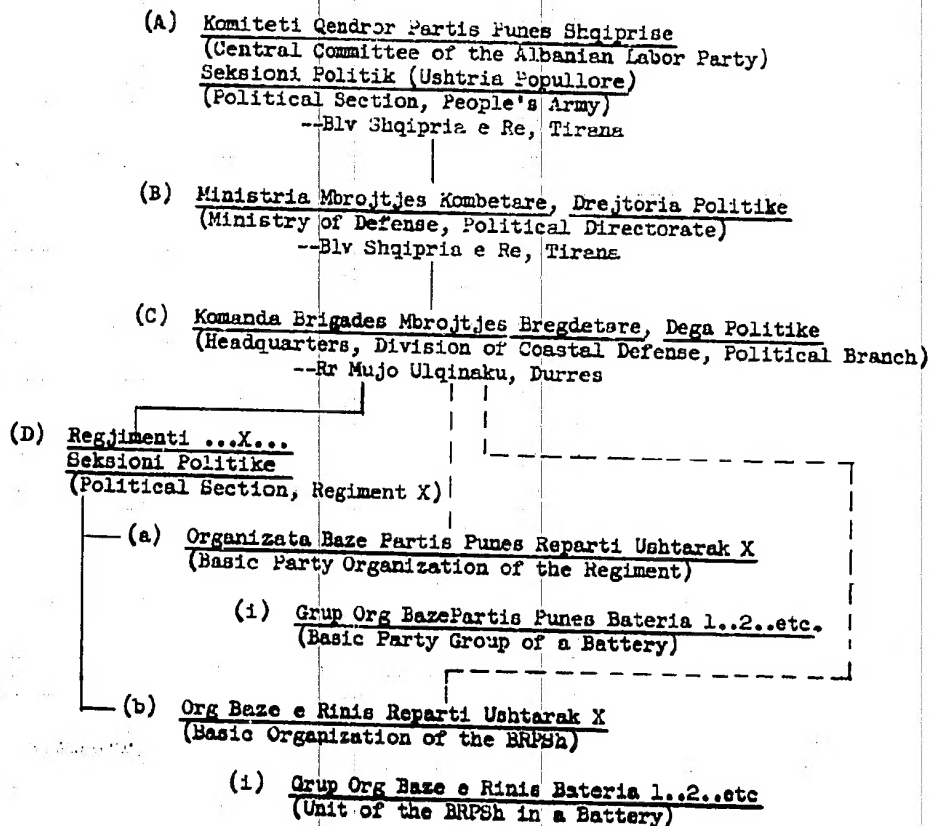 (A) Komiteti Qendror Partis Punes Shqiprise
(Central Committee of the Albanian Labor Party)
Seksioni Politik (Ushtria Popullore)
(Political Section, People's Army)
--Blv Shqipria e Re, Tirana
(B) Ministria Mbrojtjes Kombetare, Drejtoria Politike
(Ministry of Defense, Political Directorate)
--Blv Shqipria e Re, Tirana
(C) Komanda Brigades Mbrojtjes Bregdetare, Dega Politike
(Headquarters, Division of Coastal Defense, Political Branch)
--Rr Mujo Ulqinaku, Durres
(D) Regjimenti ...X...
Seksioni Politike
(Political Section, Regiment X)
(a) Organizata Baze Partis Punes Reparti Ushtarak X
(Basic Party Organization of the Regiment)
(i) Grup Org BazePartis Punes Bateria 1..2..etc.
(Basic Party Group of a Battery)
(b) Org Baze e Rinis Reparti Ushtarak X
(Basic Organization of the BRPSh)
(i) Grup Org Baze e Rinis Bateria 1..2..etc
(Unit of the BRPSh in a Battery)